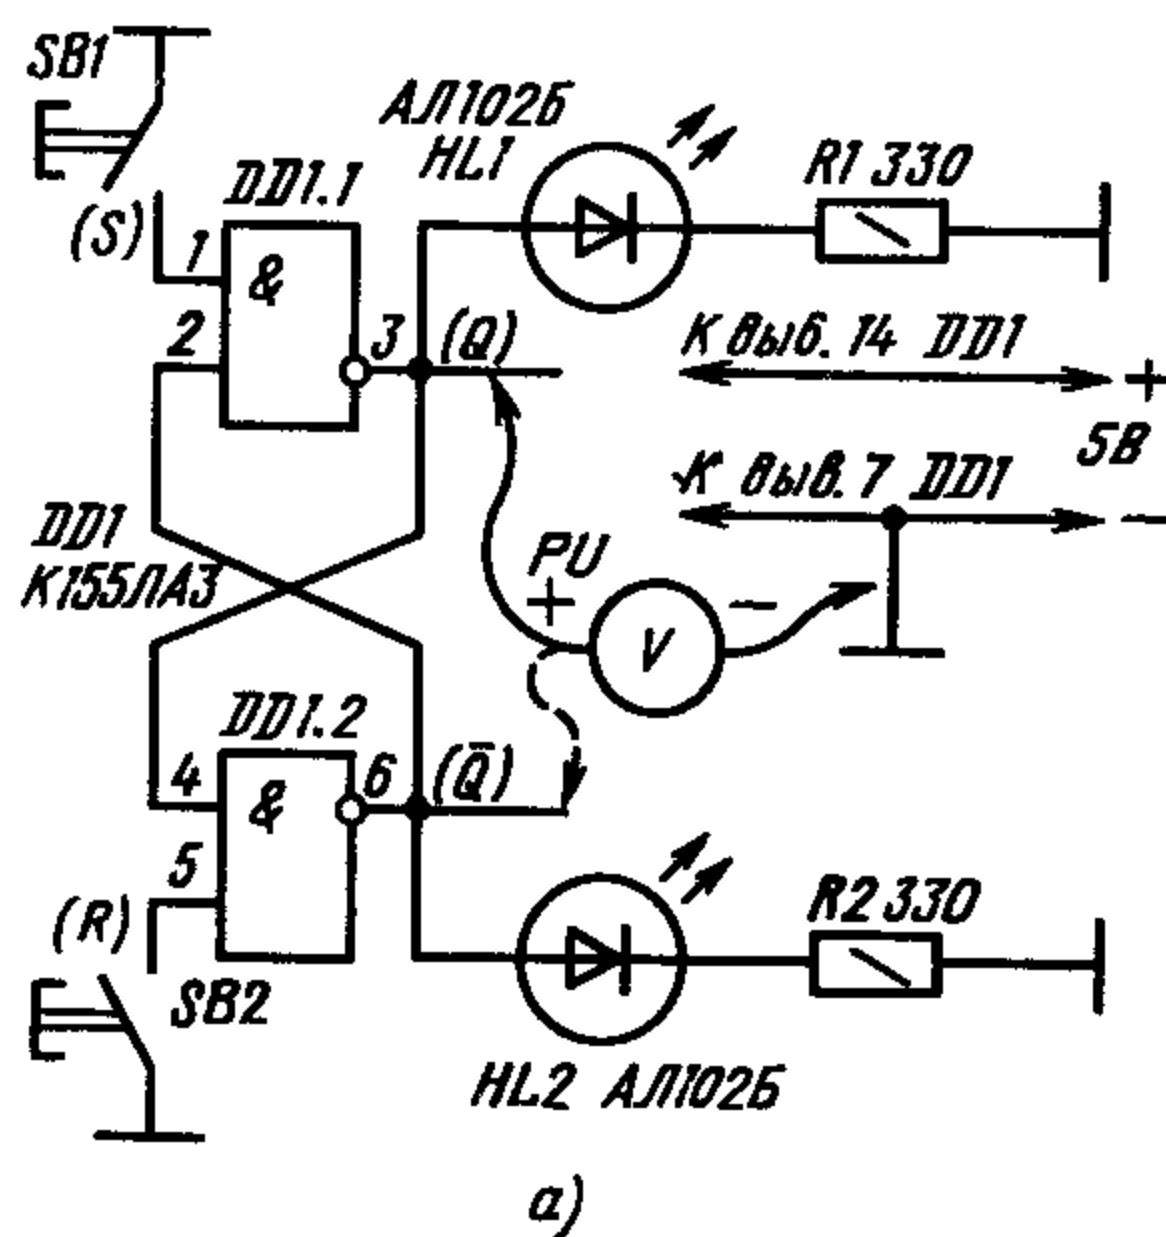 SB1
АЛ102Б
HL1
R1 330
DD1.1
(S)
1
&
2
3
(Q)
К выв. 14 DD1
+
5В
К выв. 7 DD1
−
DD1
К155ЛА3
PU
+
−
V
DD1.2
4
&
6
(Q̅)
5
(R)
SB2
R2 330
HL2 АЛ102Б
а)